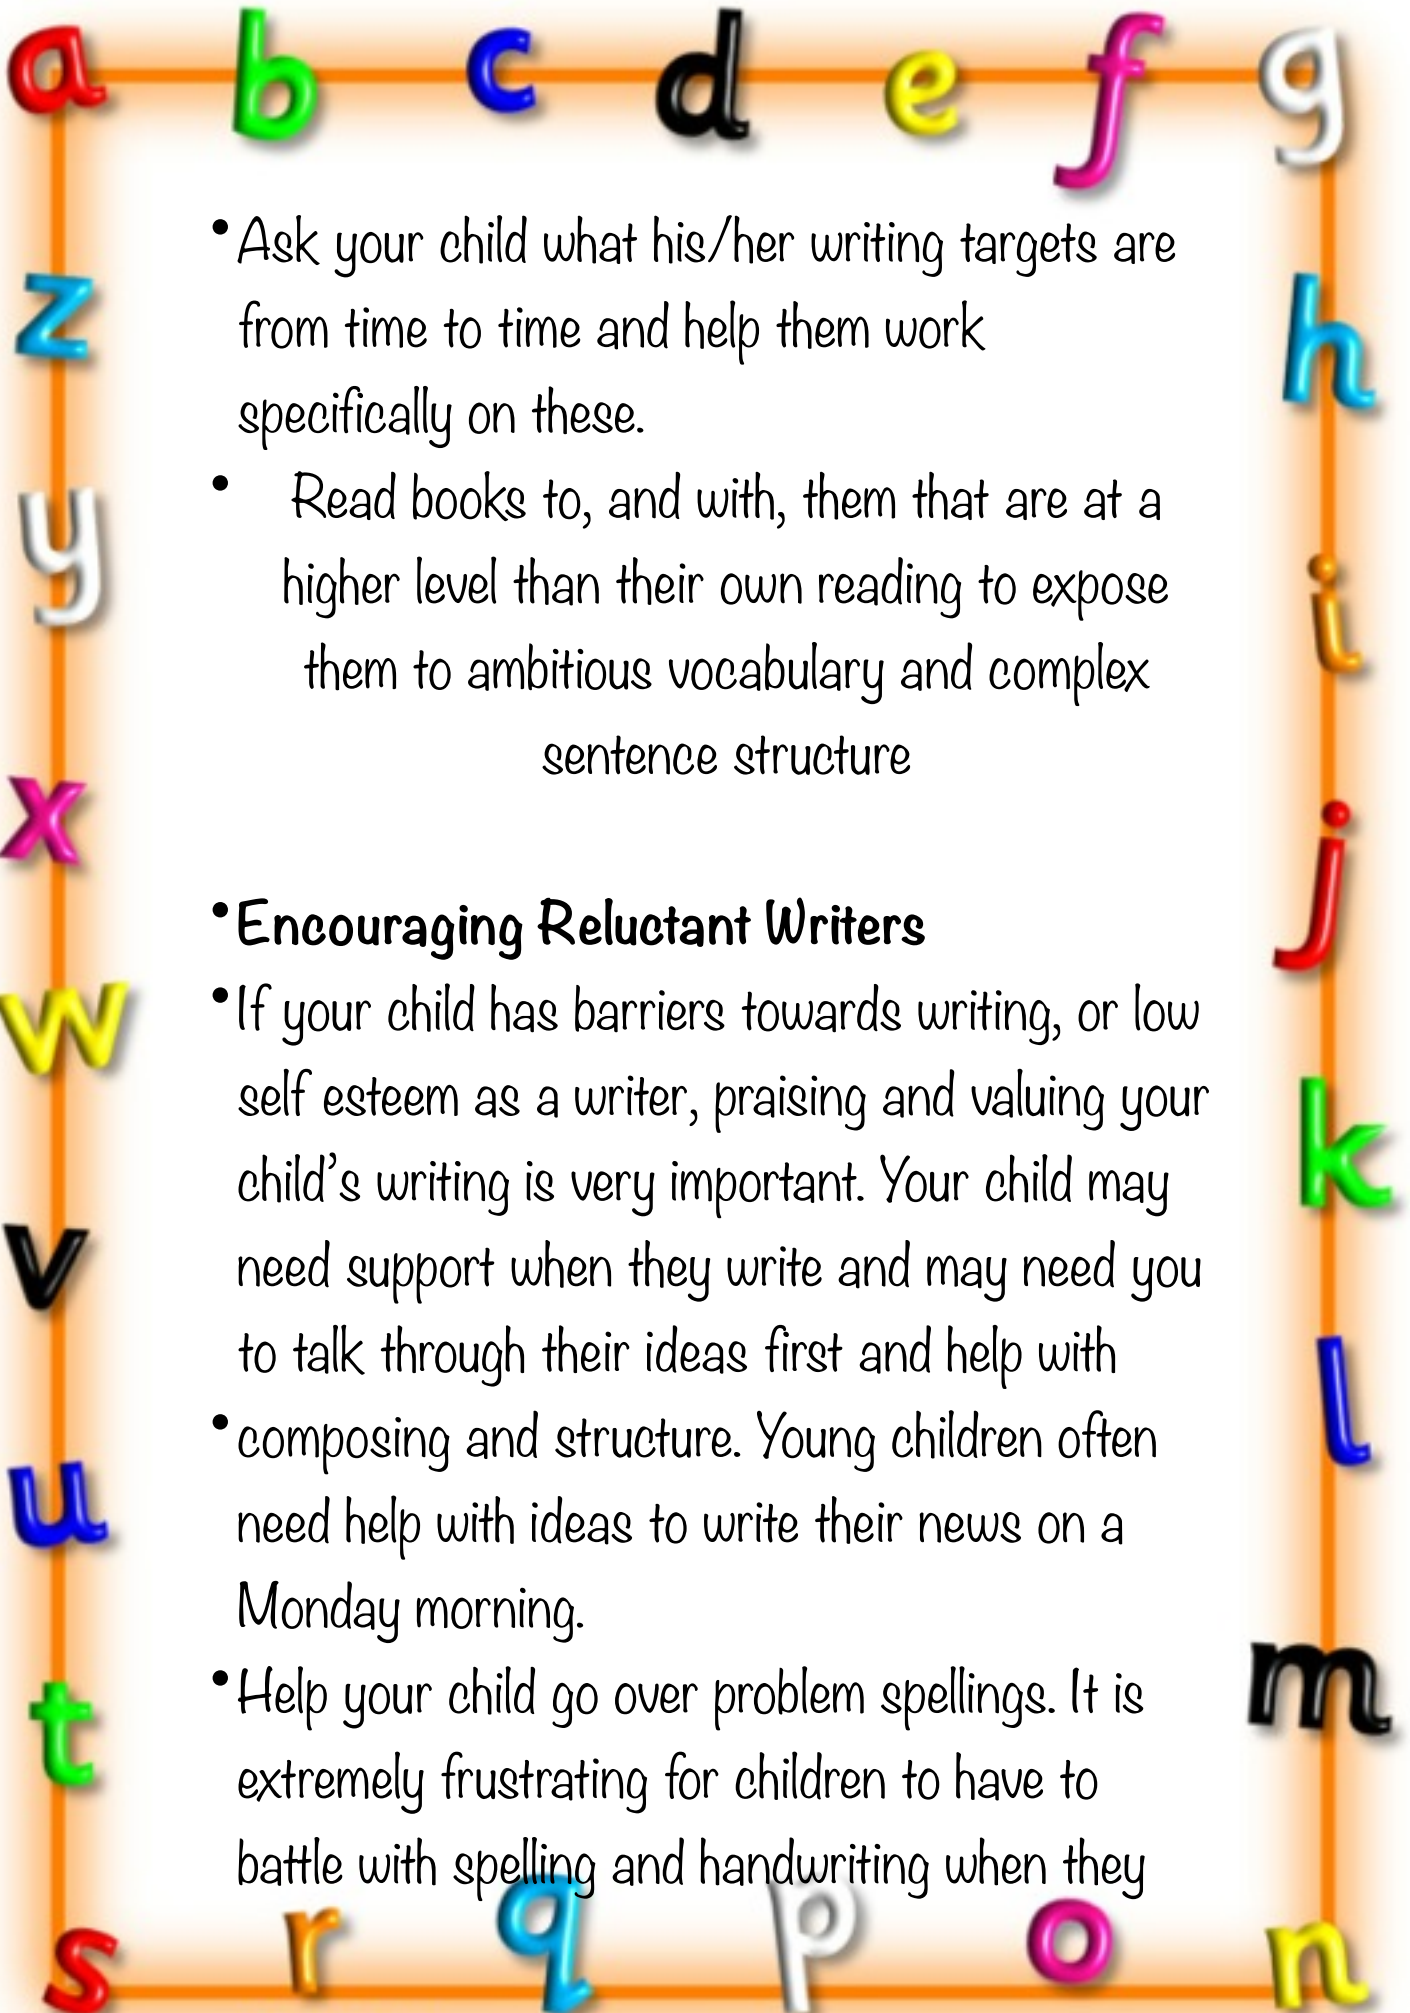 a b c d e f g
• Ask your child what his/her writing targets are
from time to time and help them work
specifically on these.
• Read books to, and with, them that are at a
higher level than their own reading to expose
them to ambitious vocabulary and complex
sentence structure
• Encouraging Reluctant Writers
• If your child has barriers towards writing, or low
self esteem as a writer, praising and valuing your
child’s writing is very important. Your child may
need support when they write and may need you
to talk through their ideas first and help with
• composing and structure. Young children often
need help with ideas to write their news on a
Monday morning.
• Help your child go over problem spellings. It is
extremely frustrating for children to have to
battle with spelling and handwriting when they
h
i
j
k
l
m
z
y
x
w
v
u
t
s r q p o n